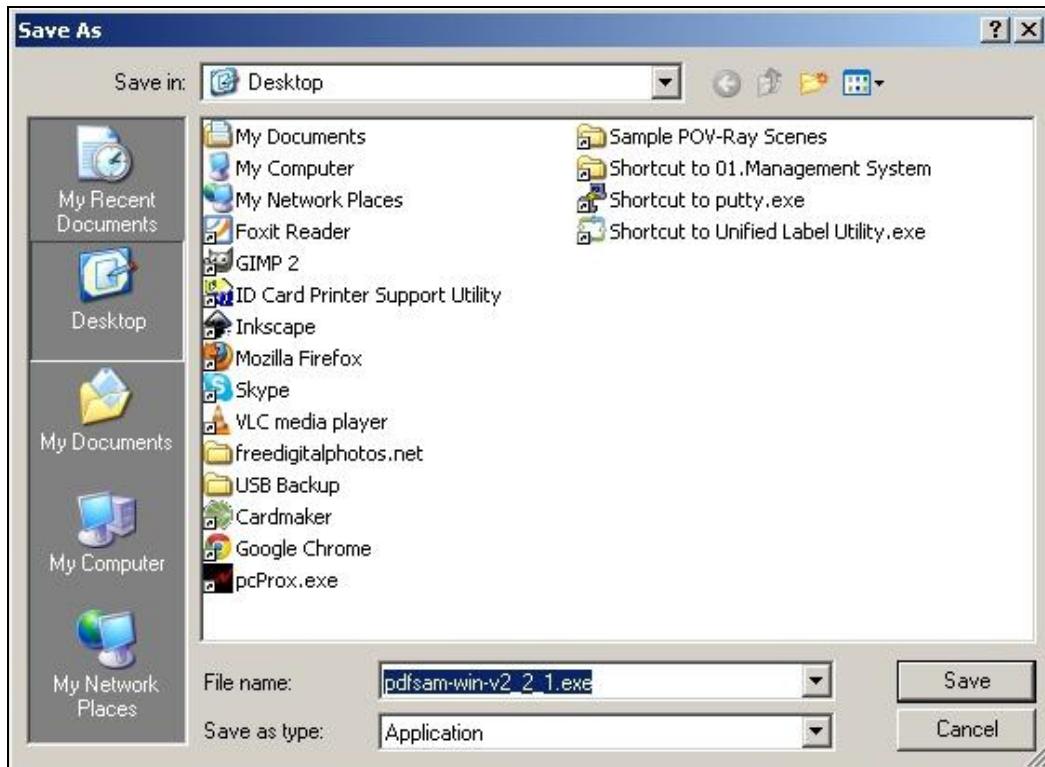 Save As
Save in:
Desktop
My Recent
Documents
Desktop
My Documents
My Computer
My Network
Places
My Documents
My Computer
My Network Places
Foxit Reader
GIMP 2
ID Card Printer Support Utility
Inkscape
Mozilla Firefox
Skype
VLC media player
freedigitalphotos.net
USB Backup
Cardmaker
Google Chrome
pcProx.exe
Sample POV-Ray Scenes
Shortcut to 01.Management System
Shortcut to putty.exe
Shortcut to Unified Label Utility.exe
File name:
pdfsam-win-v2_2_1.exe
Save
Save as type:
Application
Cancel